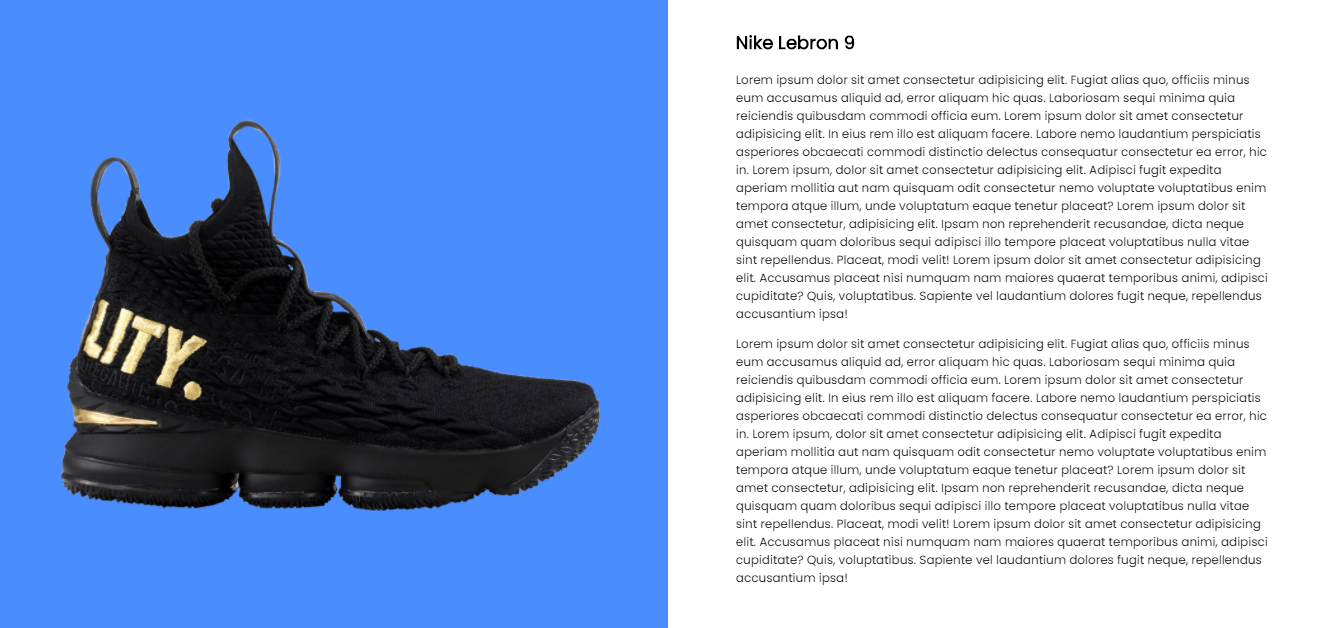 LITY.
Nike Lebron 9
Lorem ipsum dolor sit amet consectetur adipisicing elit. Fugiat alias quo, officiis minus
eum accusamus aliquid ad, error aliquam hic quas. Laboriosam sequi minima quia
reiciendis quibusdam commodi officia eum. Lorem ipsum dolor sit amet consectetur
adipisicing elit. In eius rem illo est aliquam facere. Labore nemo laudantium perspiciatis
asperiores obcaecati commodi distinctio delectus consequatur consectetur ea error, hic
in. Lorem ipsum, dolor sit amet consectetur adipisicing elit. Adipisci fugit expedita
aperiam mollitia aut nam quisquam odit consectetur nemo voluptate voluptatibus enim
tempora atque illum, unde voluptatum eaque tenetur placeat? Lorem ipsum dolor sit
amet consectetur, adipisicing elit. Ipsam non reprehenderit recusandae, dicta neque
quisquam quam doloribus sequi adipisci illo tempore placeat voluptatibus nulla vitae
sint repellendus. Placeat, modi velit! Lorem ipsum dolor sit amet consectetur adipisicing
elit. Accusamus placeat nisi numquam nam maiores quaerat temporibus animi, adipisci
cupiditate? Quis, voluptatibus. Sapiente vel laudantium dolores fugit neque, repellendus
accusantium ipsa!
Lorem ipsum dolor sit amet consectetur adipisicing elit. Fugiat alias quo, officiis minus
eum accusamus aliquid ad, error aliquam hic quas. Laboriosam sequi minima quia
reiciendis quibusdam commodi officia eum. Lorem ipsum dolor sit amet consectetur
adipisicing elit. In eius rem illo est aliquam facere. Labore nemo laudantium perspiciatis
asperiores obcaecati commodi distinctio delectus consequatur consectetur ea error, hic
in. Lorem ipsum, dolor sit amet consectetur adipisicing elit. Adipisci fugit expedita
aperiam mollitia aut nam quisquam odit consectetur nemo voluptate voluptatibus enim
tempora atque illum, unde voluptatum eaque tenetur placeat? Lorem ipsum dolor sit
amet consectetur, adipisicing elit. Ipsam non reprehenderit recusandae, dicta neque
quisquam quam doloribus sequi adipisci illo tempore placeat voluptatibus nulla vitae
sint repellendus. Placeat, modi velit! Lorem ipsum dolor sit amet consectetur adipisicing
elit. Accusamus placeat nisi numquam nam maiores quaerat temporibus animi, adipisci
cupiditate? Quis, voluptatibus. Sapiente vel laudantium dolores fugit neque, repellendus
accusantium ipsa!